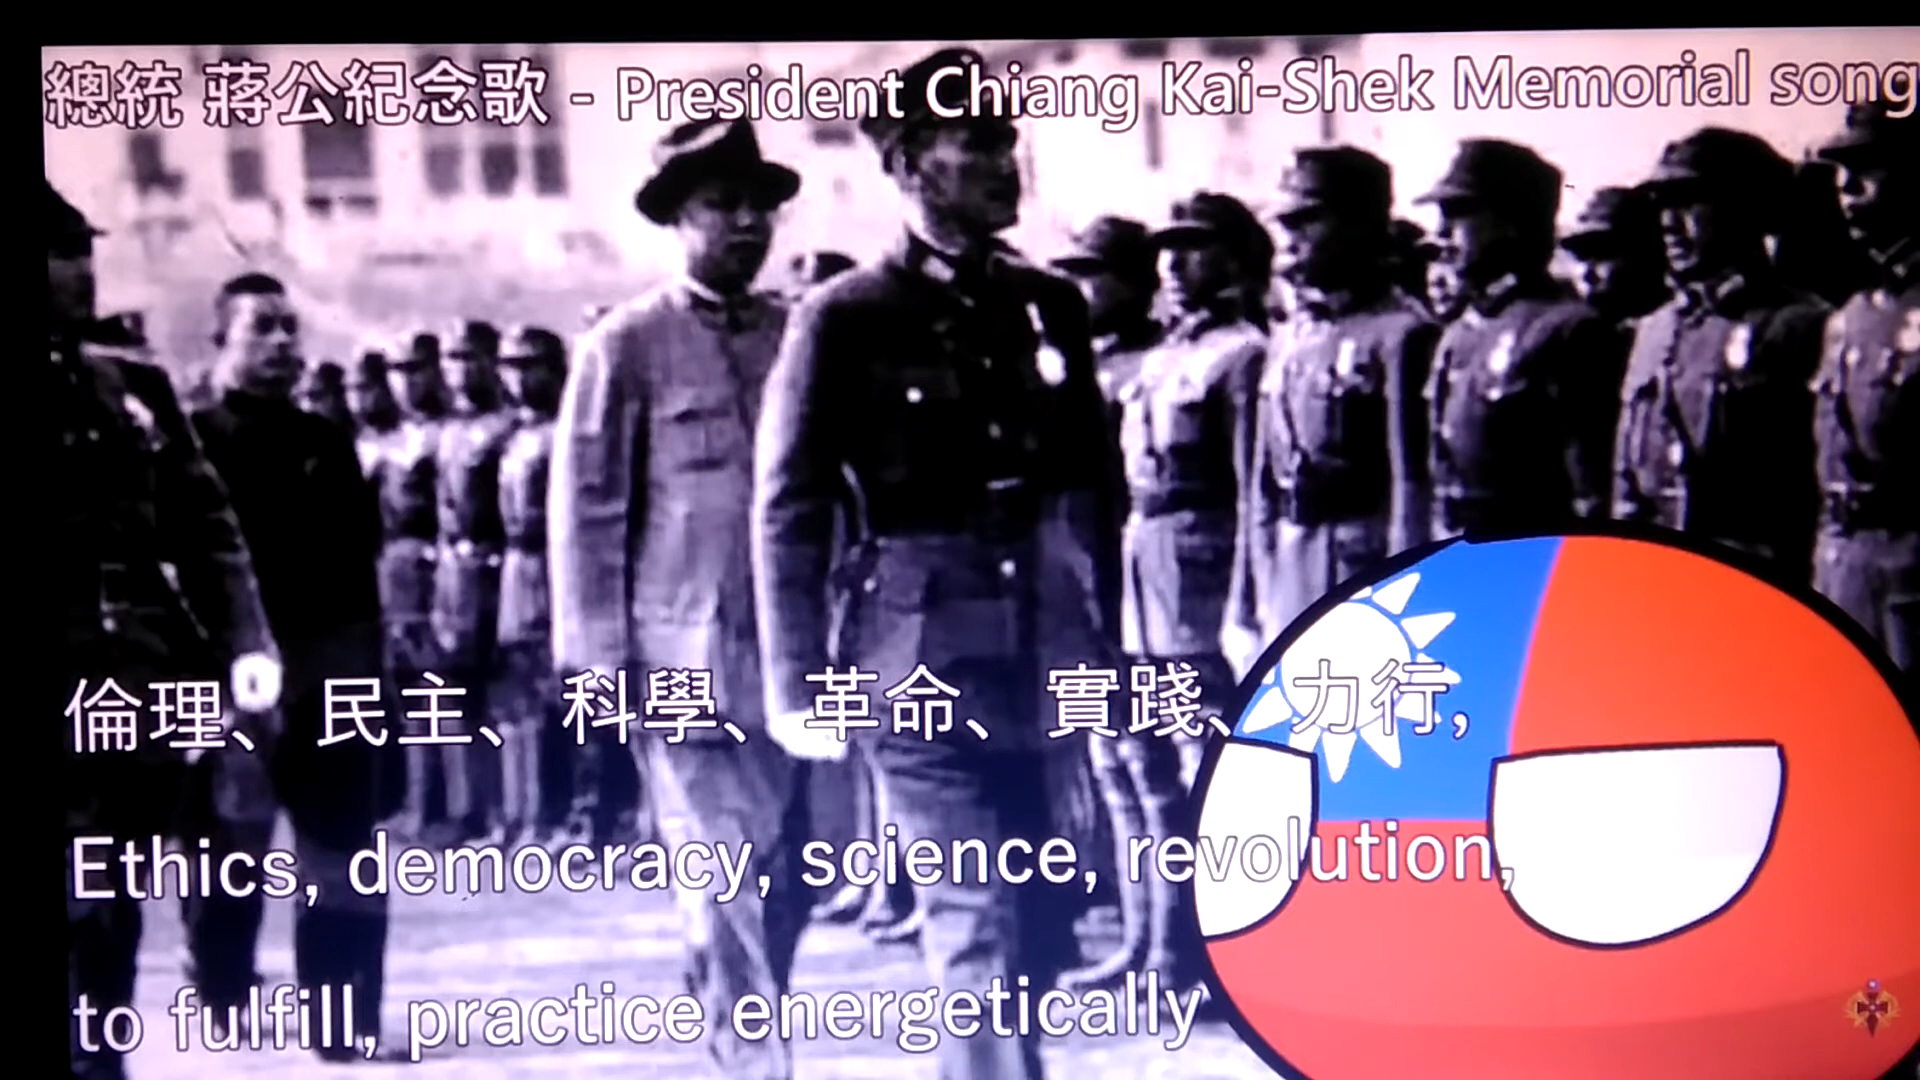 總統 蔣公紀念歌 - President Chiang Kai-Shek Memorial song
倫理、民主、科學、革命、實踐、力行,
Ethics, democracy, science, revolution,
to fulfill, practice energetically